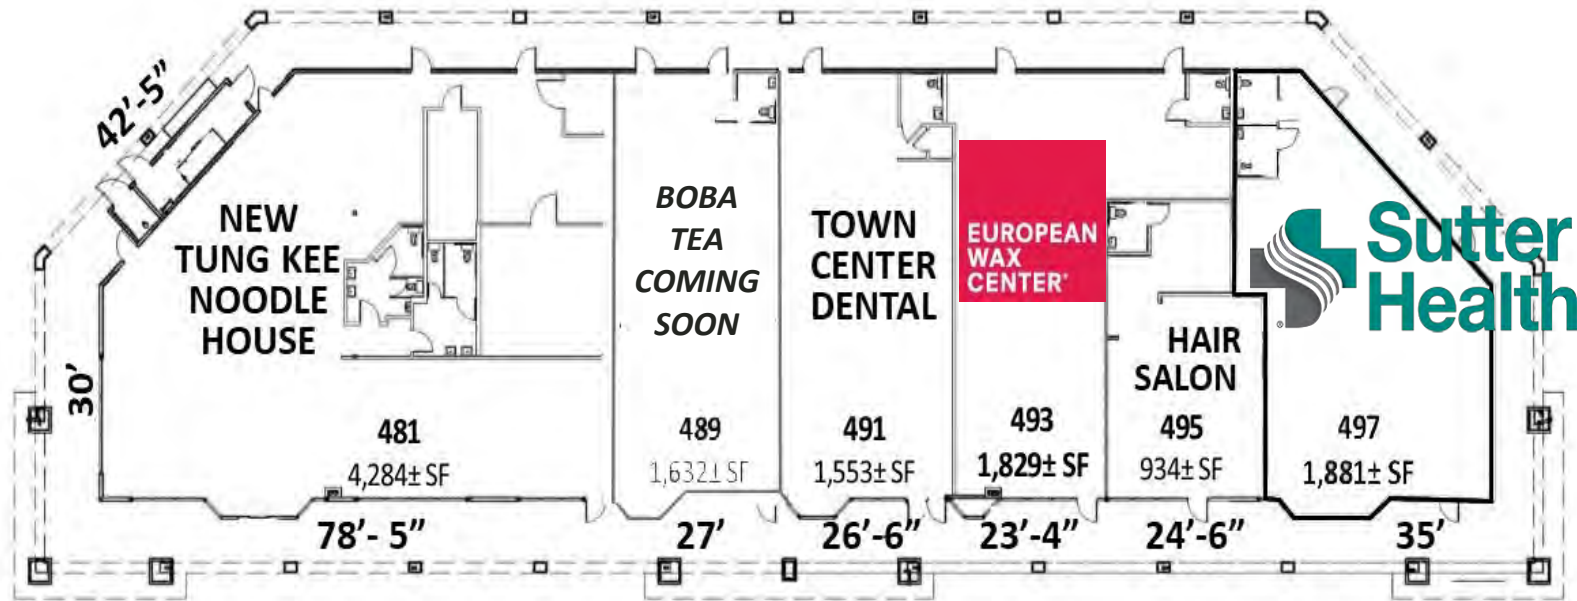 42'-5”
30'
NEW
TUNG KEE
NOODLE
HOUSE
481
4,284± SF
78'- 5”
BOBA
TEA
COMING
SOON
489
1,632± SF
27'
TOWN
CENTER
DENTAL
491
1,553± SF
26'-6”
EUROPEAN
WAX
CENTER®
493
1,829± SF
23'-4”
HAIR
SALON
495
934± SF
24'-6”
Sutter
Health
®
497
1,881± SF
35'